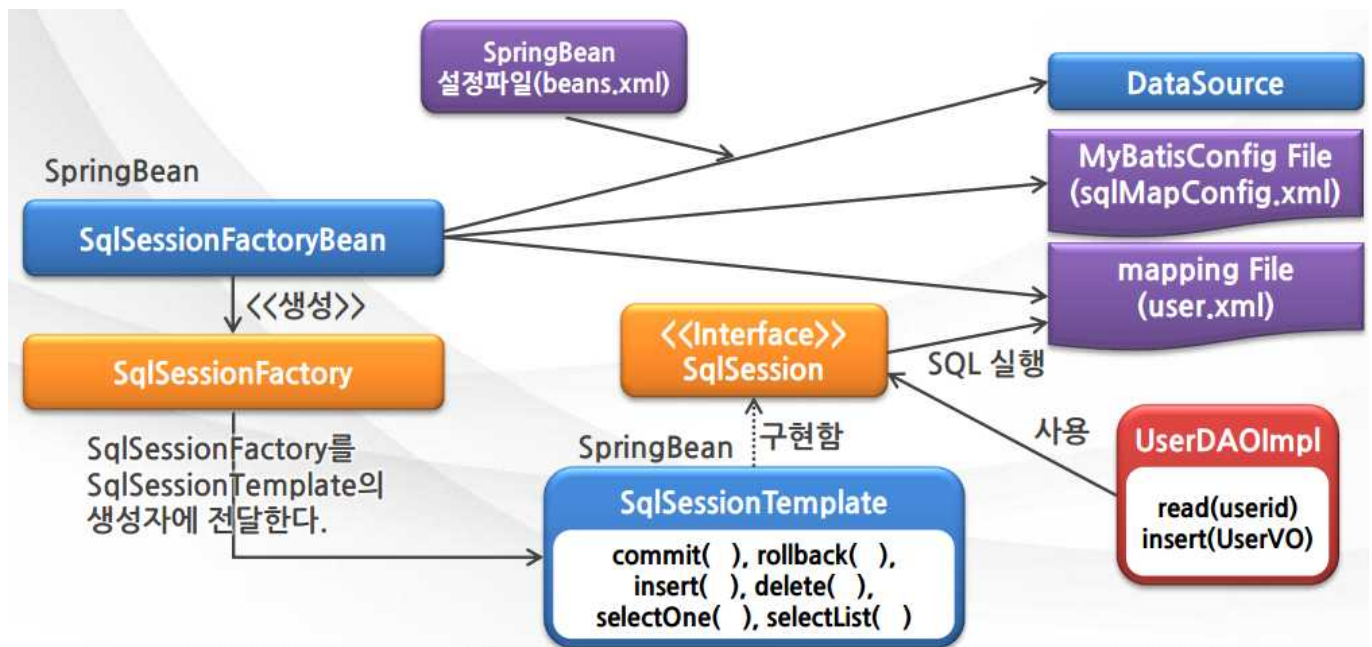 SpringBean
설정파일(beans.xml)
DataSource
MyBatisConfig File
(sqlMapConfig.xml)
SpringBean
SqlSessionFactoryBean
mapping File
(user.xml)
<<생성>>
<<Interface>>
SqlSession
SQL 실행
SqlSessionFactory
SqlSessionFactory를
SqlSessionTemplate의
생성자에 전달한다.
SpringBean
구현함
사용
UserDAOImpl
read(userid)
insert(UserVO)
SqlSessionTemplate
commit( ), rollback( ),
insert( ), delete( ),
selectOne( ), selectList( )